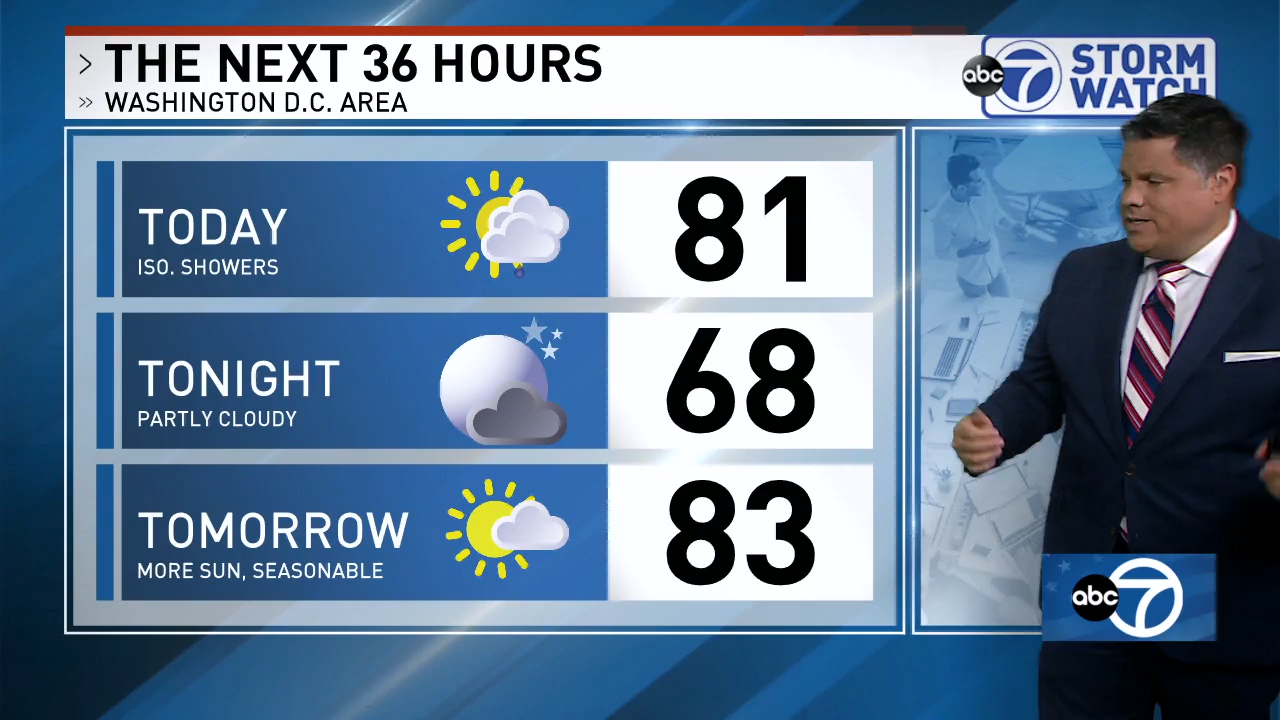 THE NEXT 36 HOURS
WASHINGTON D.C. AREA
abc 7 STORM
WATCH
TODAY
ISO. SHOWERS
81
TONIGHT
PARTLY CLOUDY
68
TOMORROW
MORE SUN, SEASONABLE
83
abc 7